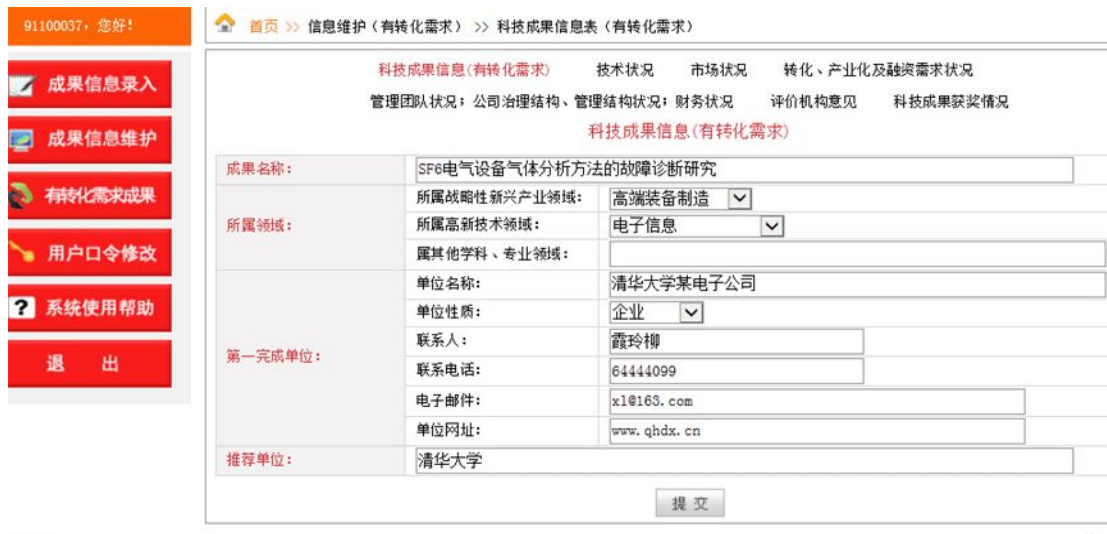 91100037，您好！
首页 >> 信息维护（有转化需求） >> 科技成果信息表（有转化需求）
成果信息录入
成果信息维护
有转化需求成果
用户口令修改
? 系统使用帮助
退 出
科技成果信息(有转化需求) 技术状况 市场状况 转化、产业化及融资需求状况
管理团队状况；公司治理结构、管理结构状况；财务状况 评价机构意见 科技成果获奖情况
科技成果信息(有转化需求)
成果名称： SF6电气设备气体分析方法的故障诊断研究
所属领域：
所属战略性新兴产业领域： 高端装备制造
所属高新技术领域： 电子信息
属其他学科、专业领域：
第一完成单位：
单位名称： 清华大学某电子公司
单位性质： 企业
联系人： 霞玲柳
联系电话： 64444099
电子邮件： xl@163.com
单位网址： www.qhdx.cn
推荐单位： 清华大学
提 交